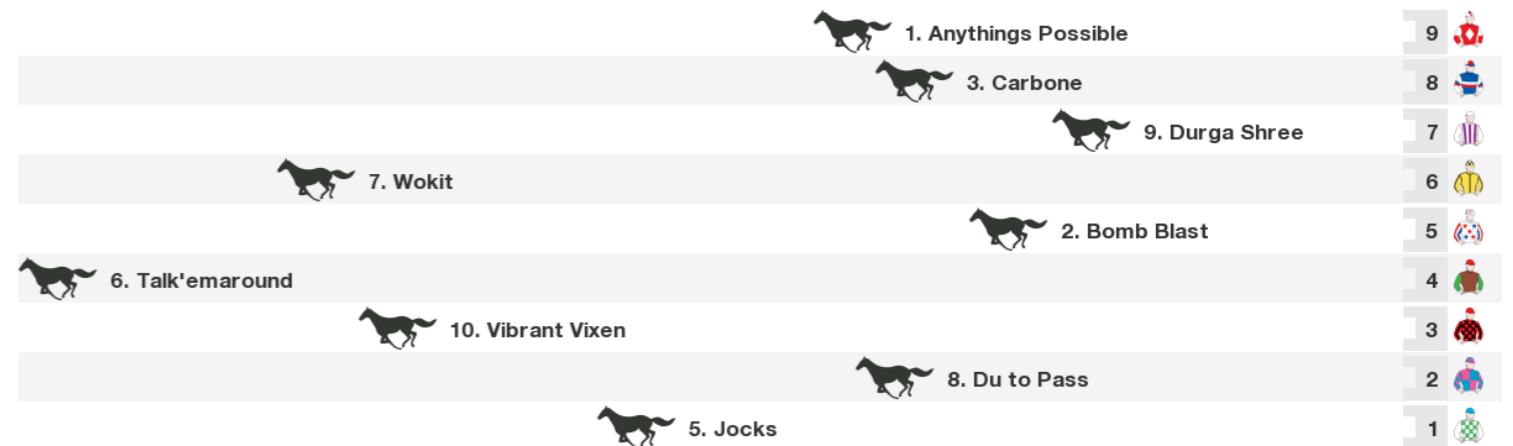 1. Anythings Possible 9
3. Carbone 8
9. Durga Shree 7
7. Wokit 6
2. Bomb Blast 5
6. Talk'emaround 4
10. Vibrant Vixen 3
8. Du to Pass 2
5. Jocks 1